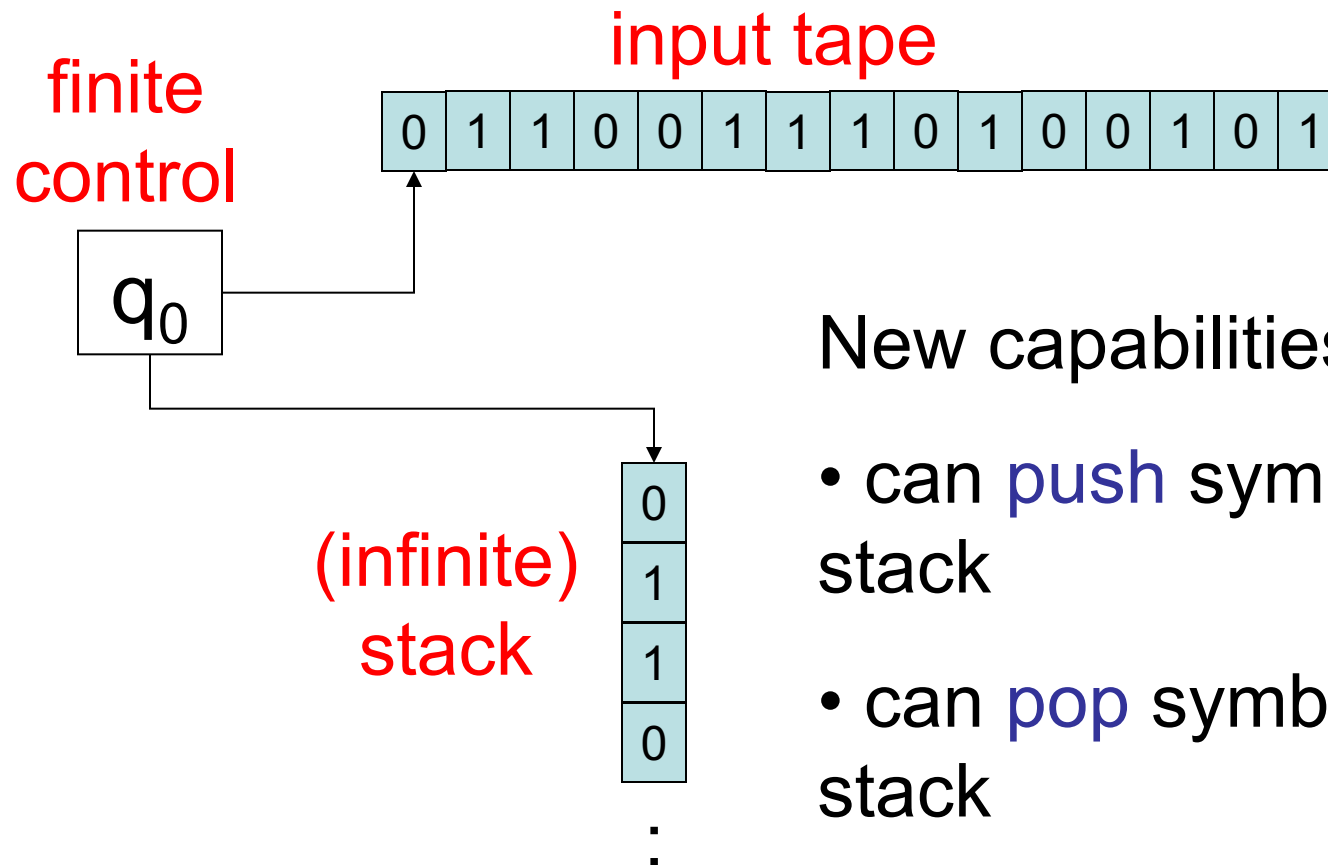 input tape
finite
control
0 1 1 0 0 1 1 1 0 1 0 0 1 0 1
q₀
New capabilities
• can push sym
stack
(infinite)
stack
0
1
1
0
:
• can pop symb
stack